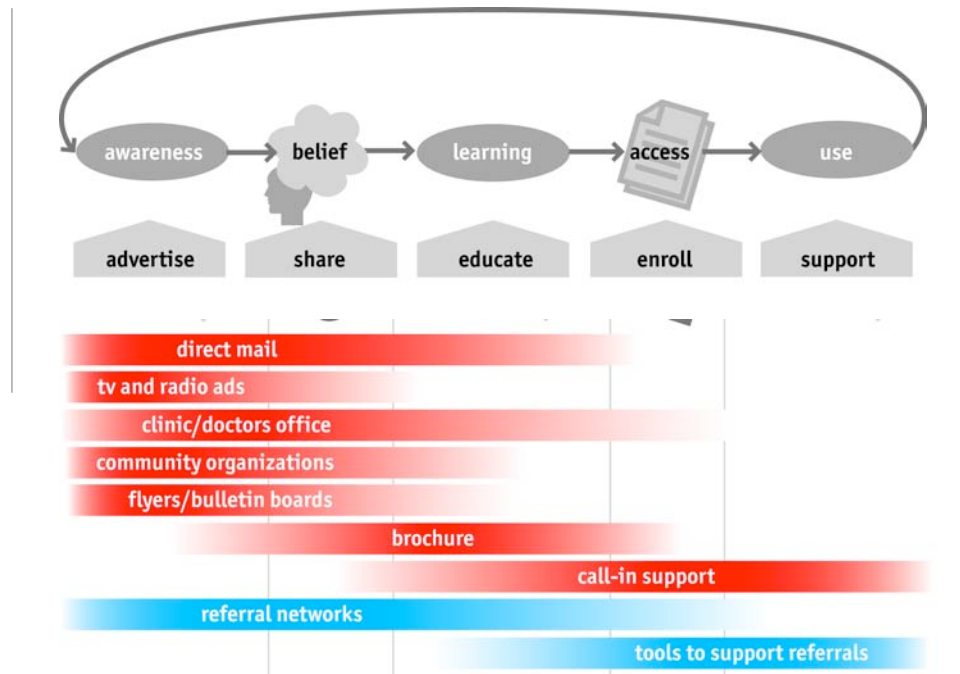 awareness belief learning access use
advertise share educate enroll support
direct mail
tv and radio ads
clinic/doctors office
community organizations
flyers/bulletin boards
brochure
call-in support
referral networks
tools to support referrals